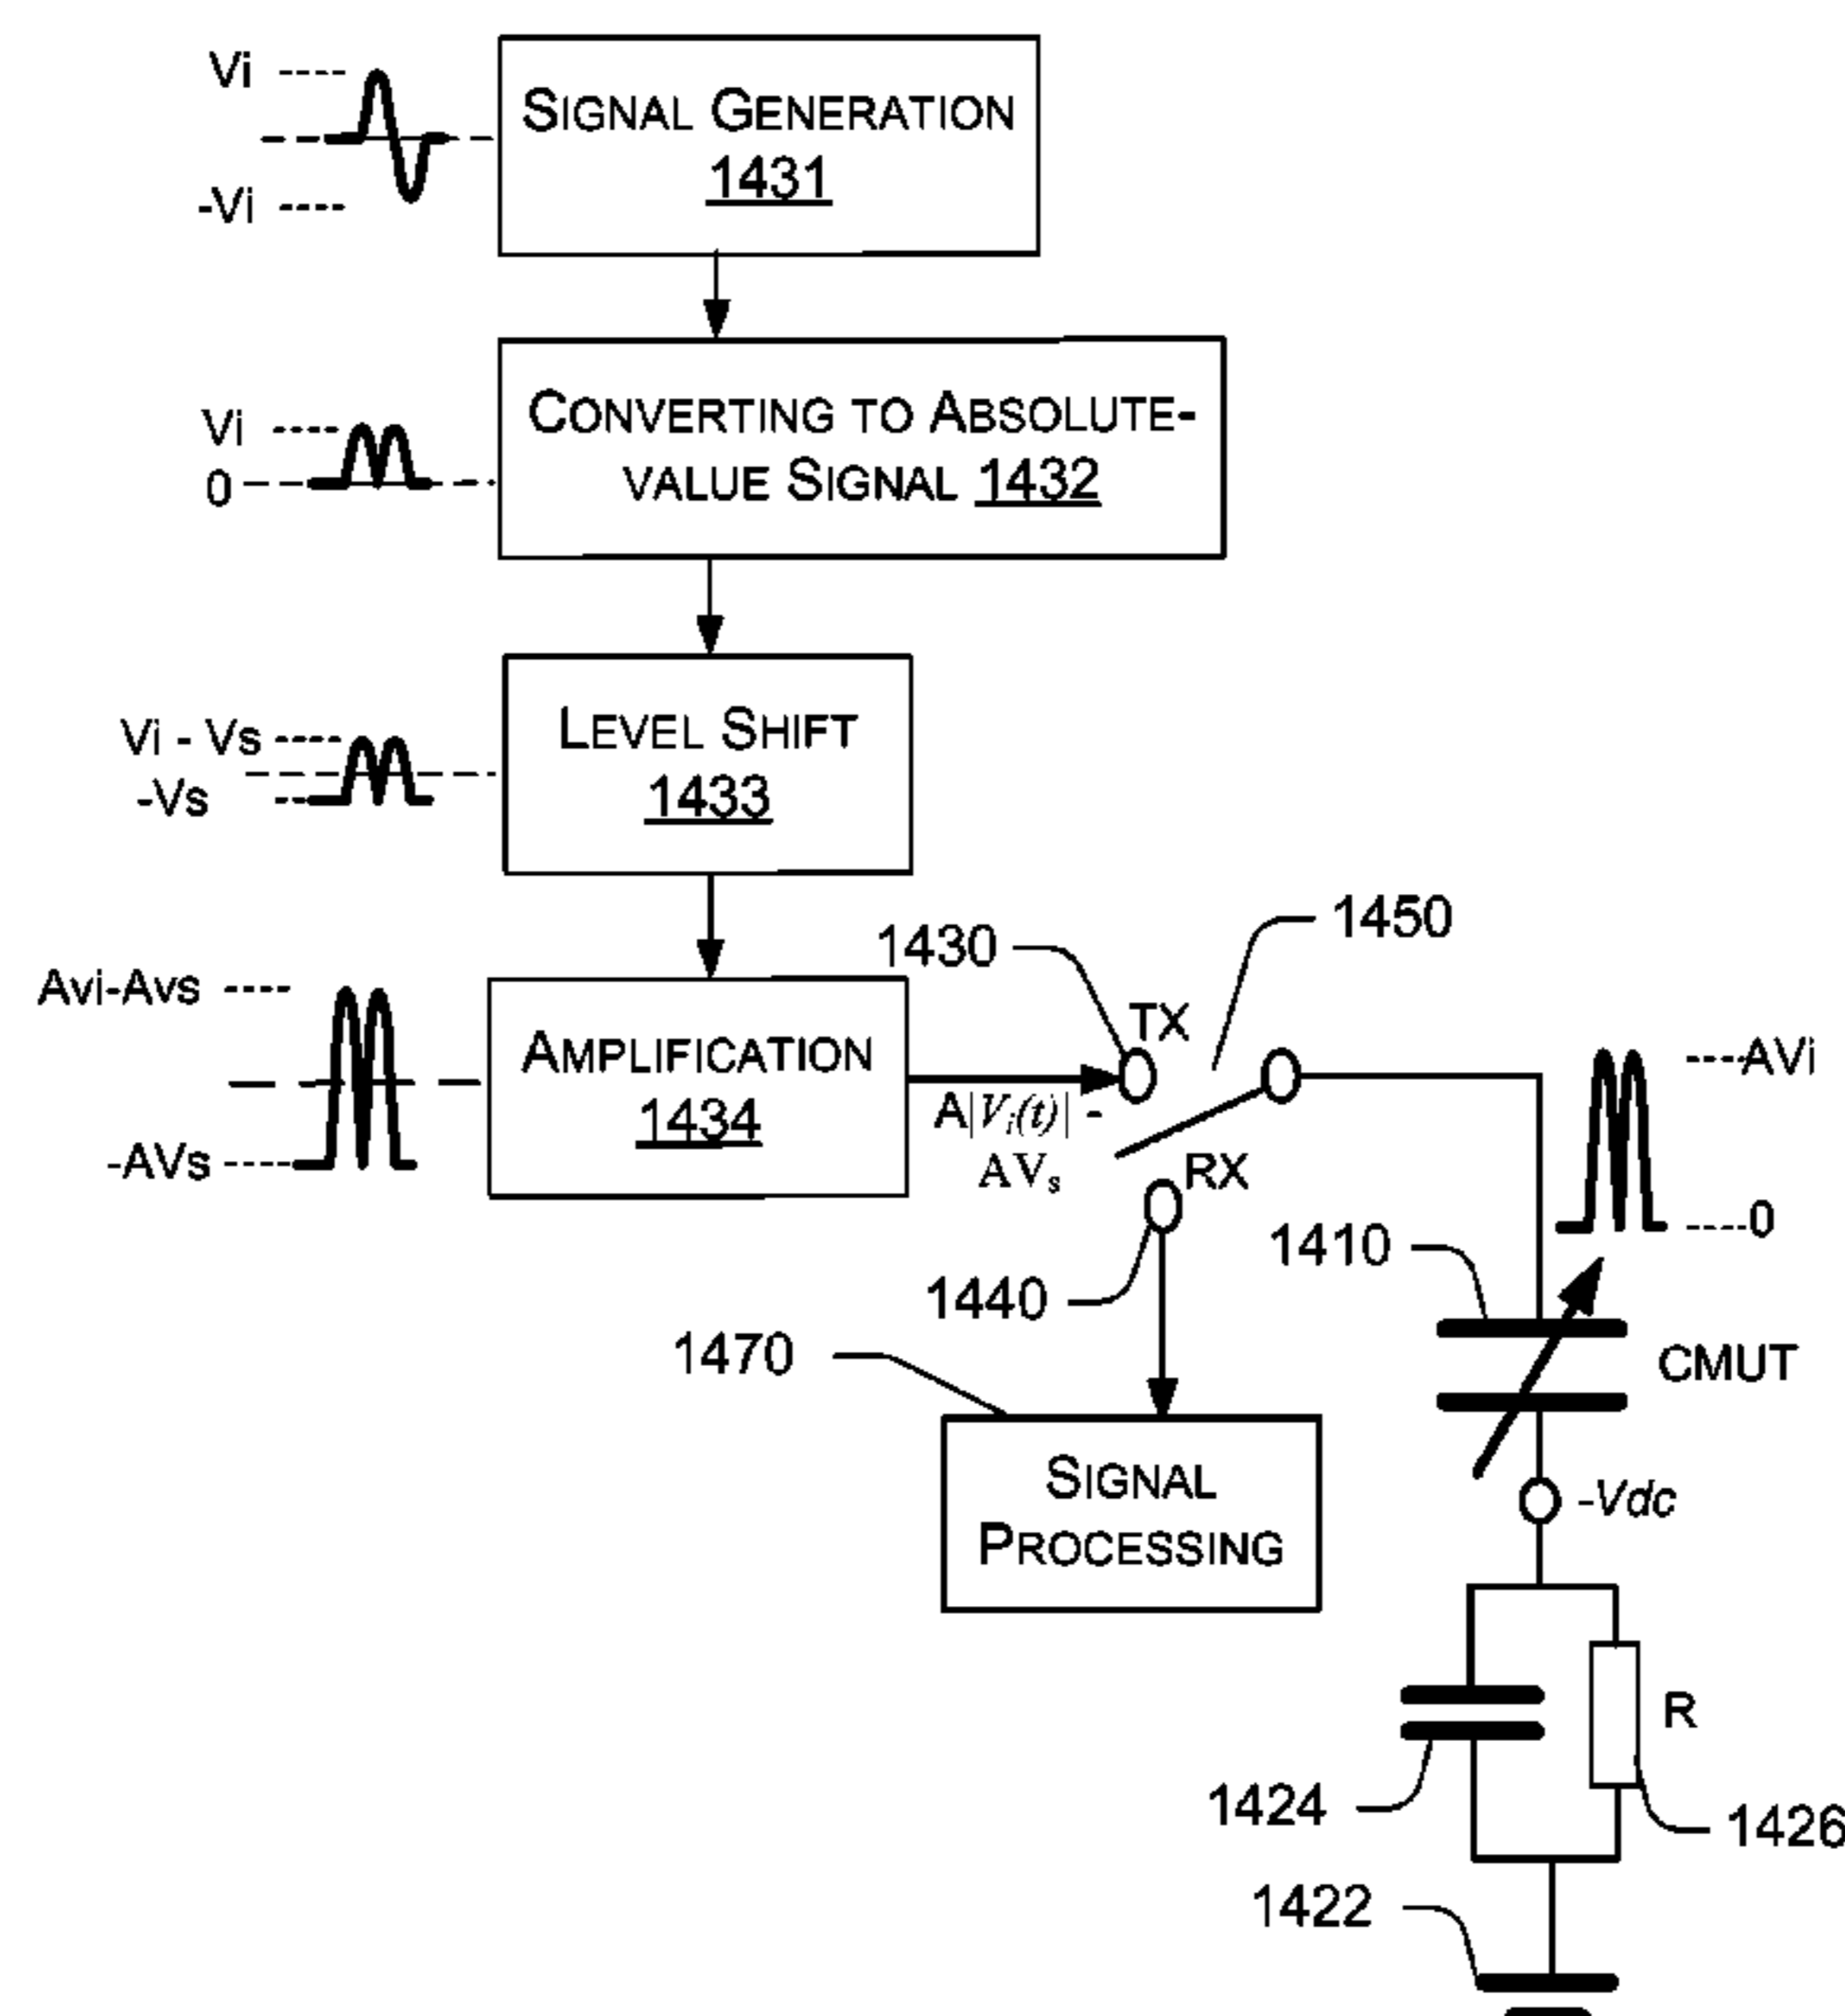 Vi
-Vi
SIGNAL GENERATION
1431
Vi
0
CONVERTING TO ABSOLUTE-
VALUE SIGNAL 1432
Vi - Vs
-Vs
LEVEL SHIFT
1433
Avi-Avs
-AVs
AMPLIFICATION
1434
1430
1450
TX
A|Vi(t)| -
AVs
RX
AVi
0
1410
1440
1470
CMUT
SIGNAL
PROCESSING
-Vdc
R
1424
1426
1422